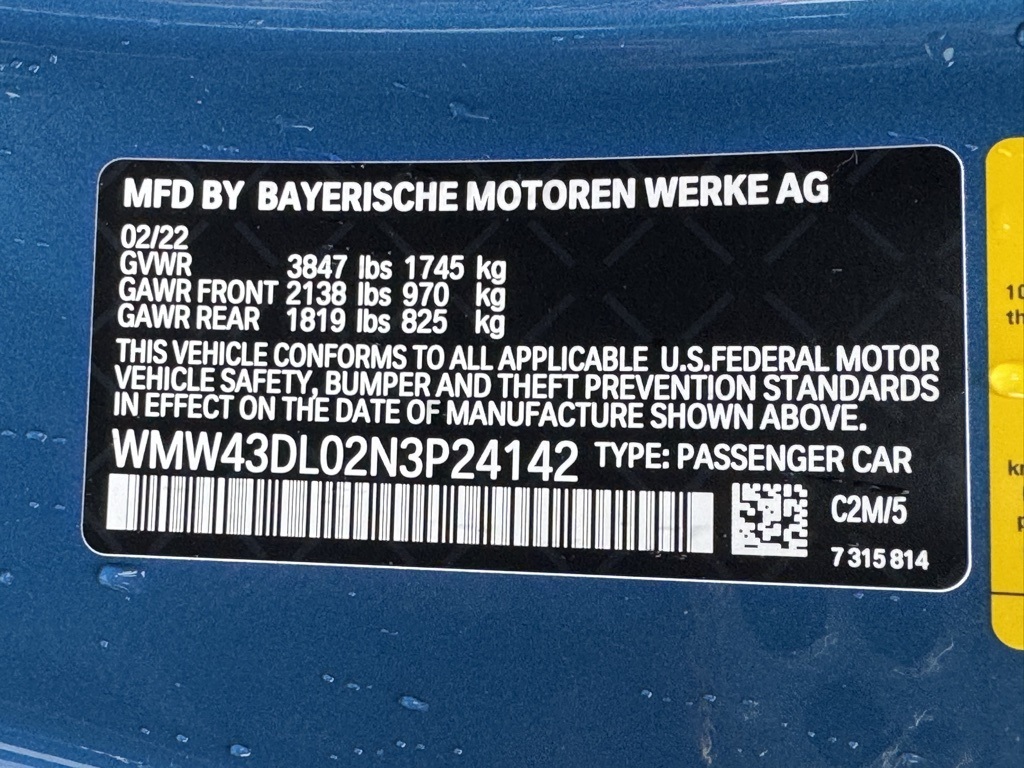 MFD BY BAYERISCHE MOTOREN WERKE AG
02/22
GVWR 3847 lbs 1745 kg
GAWR FRONT 2138 lbs 970 kg
GAWR REAR 1819 lbs 825 kg
THIS VEHICLE CONFORMS TO ALL APPLICABLE U.S.FEDERAL MOTOR
VEHICLE SAFETY, BUMPER AND THEFT PREVENTION STANDARDS
IN EFFECT ON THE DATE OF MANUFACTURE SHOWN ABOVE.
WMW43DL02N3P24142 TYPE: PASSENGER CAR
C2M/5
7 315 814